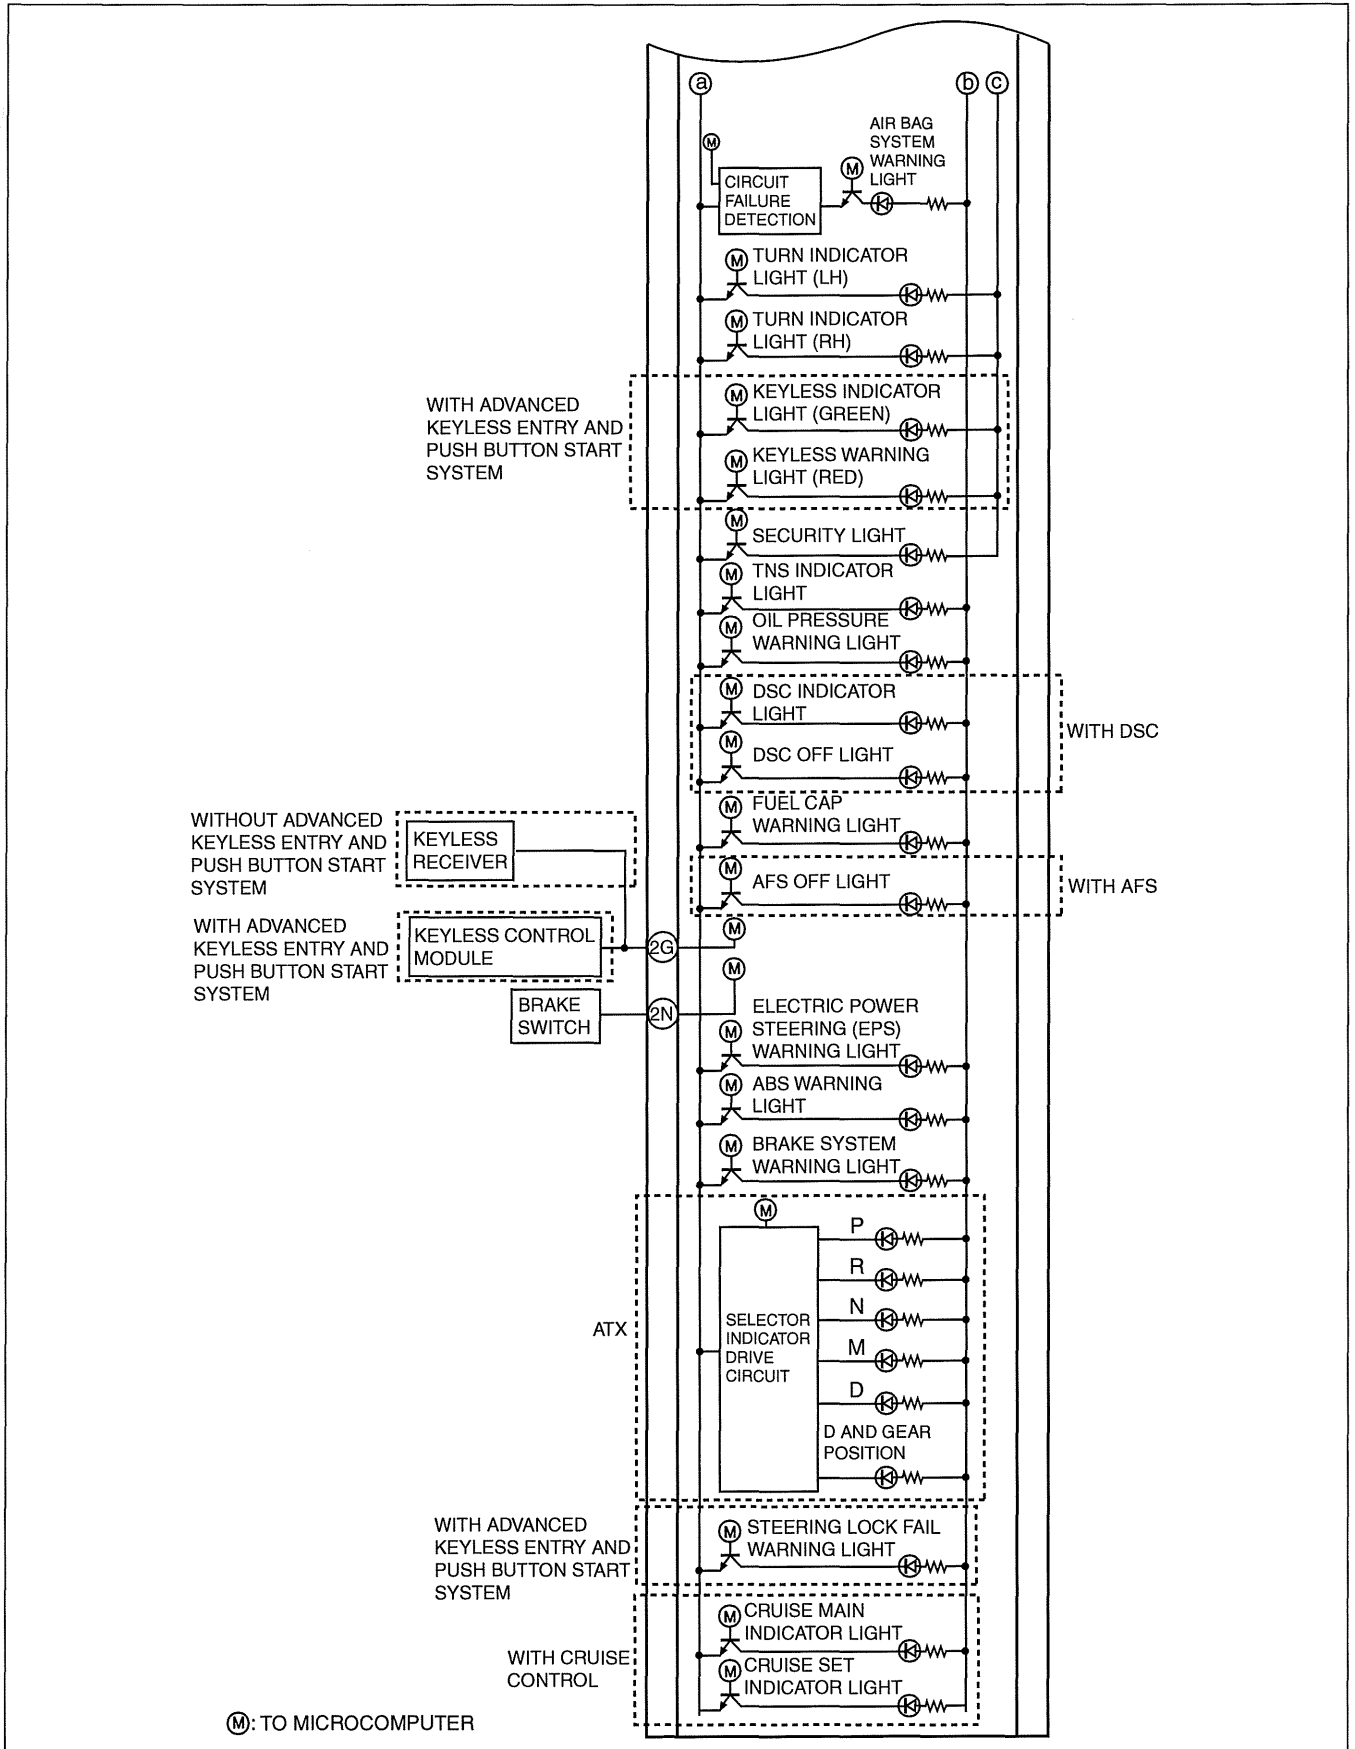 a
b c
AIR BAG
SYSTEM
WARNING
LIGHT
M
M
CIRCUIT
FAILURE
DETECTION
M TURN INDICATOR
LIGHT (LH)
M TURN INDICATOR
LIGHT (RH)
WITH ADVANCED
KEYLESS ENTRY AND
PUSH BUTTON START
SYSTEM
M KEYLESS INDICATOR
LIGHT (GREEN)
M KEYLESS WARNING
LIGHT (RED)
M SECURITY LIGHT
M TNS INDICATOR
LIGHT
M OIL PRESSURE
WARNING LIGHT
M DSC INDICATOR
LIGHT
M DSC OFF LIGHT
WITH DSC
M FUEL CAP
WARNING LIGHT
WITHOUT ADVANCED
KEYLESS ENTRY AND
PUSH BUTTON START
SYSTEM
KEYLESS
RECEIVER
M AFS OFF LIGHT
WITH AFS
WITH ADVANCED
KEYLESS ENTRY AND
PUSH BUTTON START
SYSTEM
KEYLESS CONTROL
MODULE
2G
M
BRAKE
SWITCH
2N
M
M ELECTRIC POWER
STEERING (EPS)
WARNING LIGHT
M ABS WARNING
LIGHT
M BRAKE SYSTEM
WARNING LIGHT
ATX
M
SELECTOR
INDICATOR
DRIVE
CIRCUIT
P
R
N
M
D
D AND GEAR
POSITION
WITH ADVANCED
KEYLESS ENTRY AND
PUSH BUTTON START
SYSTEM
M STEERING LOCK FAIL
WARNING LIGHT
WITH CRUISE
CONTROL
M CRUISE MAIN
INDICATOR LIGHT
M CRUISE SET
INDICATOR LIGHT
M: TO MICROCOMPUTER